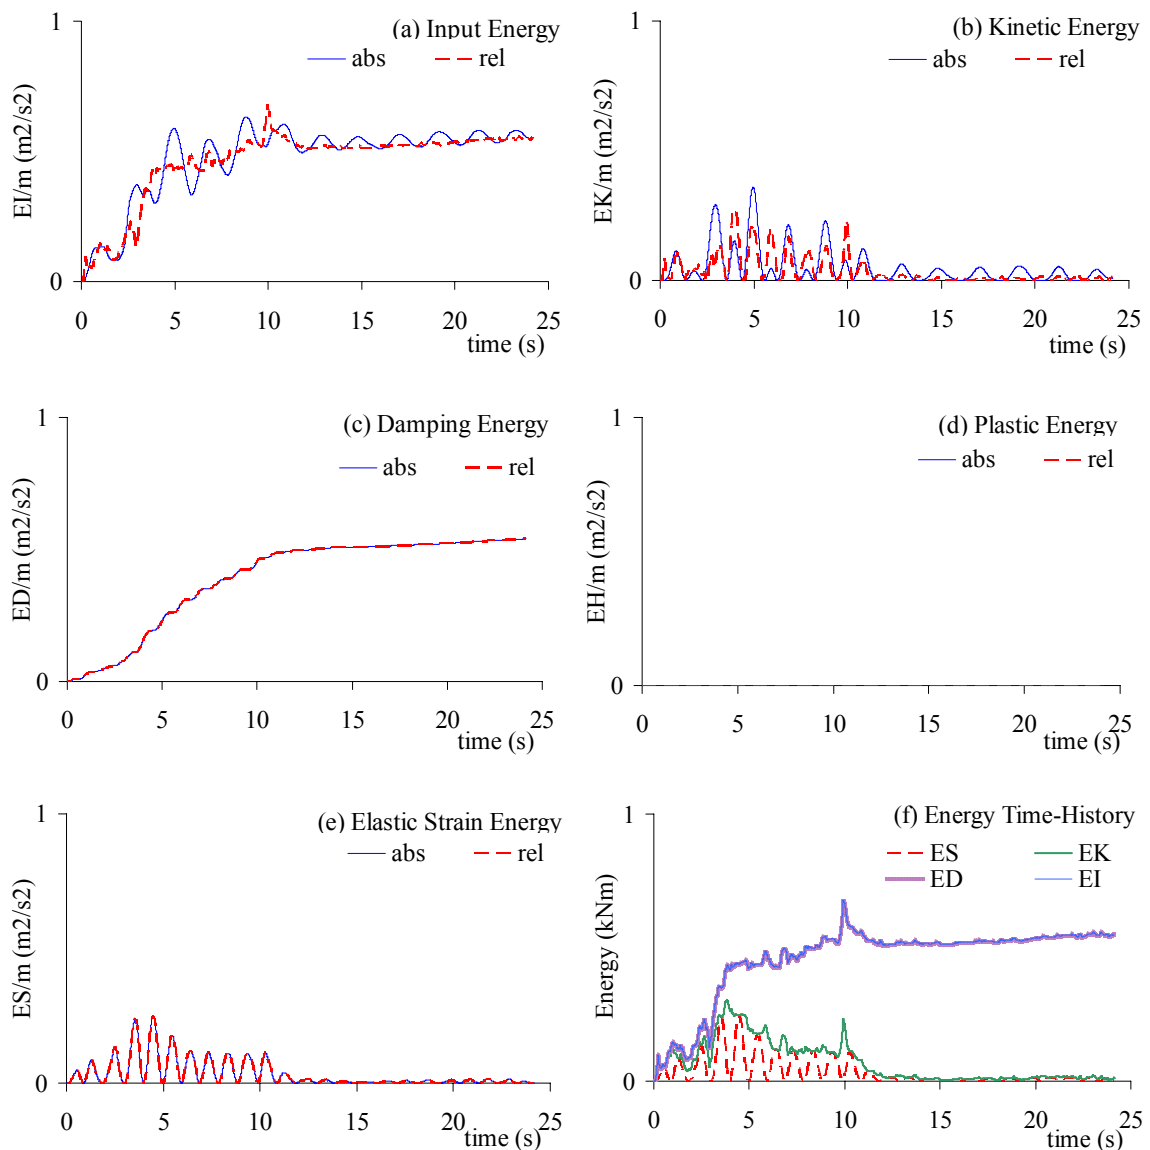 (a) Input Energy
abs rel
1
EI/m (m2/s2)
0
0 5 10 15 20 25
time (s)
(b) Kinetic Energy
abs rel
1
EK/m (m2/s2)
0
0 5 10 15 20 25
time (s)
(c) Damping Energy
abs rel
1
ED/m (m2/s2)
0
0 5 10 15 20 25
time (s)
(d) Plastic Energy
abs rel
1
EH/m (m2/s2)
0
0 5 10 15 20 25
time (s)
(e) Elastic Strain Energy
abs rel
1
ES/m (m2/s2)
0
0 5 10 15 20 25
time (s)
(f) Energy Time-History
ES EK
ED EI
1
Energy (kNm)
0
0 5 10 15 20 25
time (s)